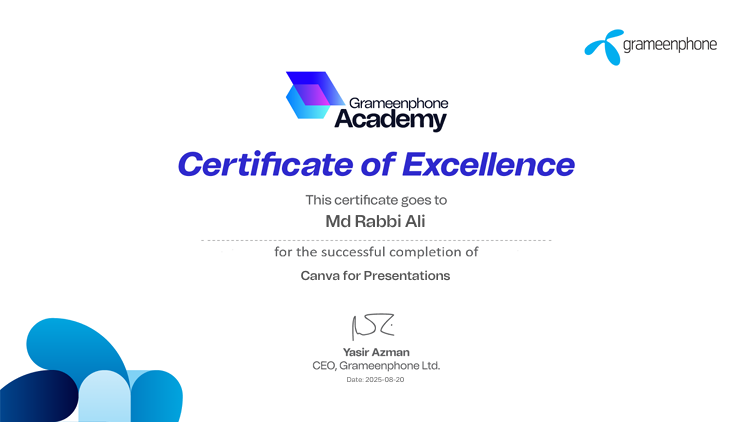 grameenphone
Grameenphone
Academy
Certificate of Excellence
This certificate goes to
Md Rabbi Ali
for the successful completion of
Canva for Presentations
Yasir Azman
CEO, Grameenphone Ltd.
Date: 2025-08-20